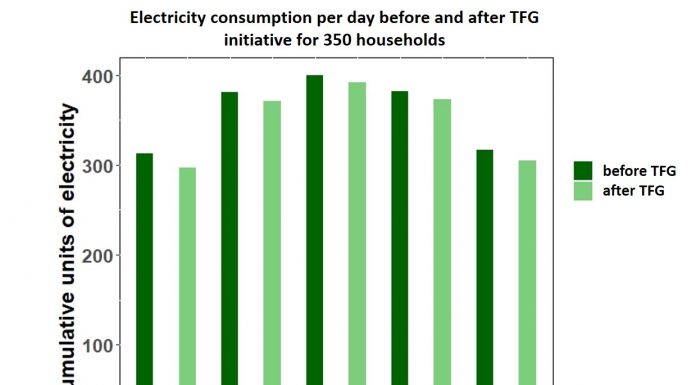 Electricity consumption per day before and after TFG
initiative for 350 households
umulative units of electricity
400
300
200
100
before TFG
after TFG